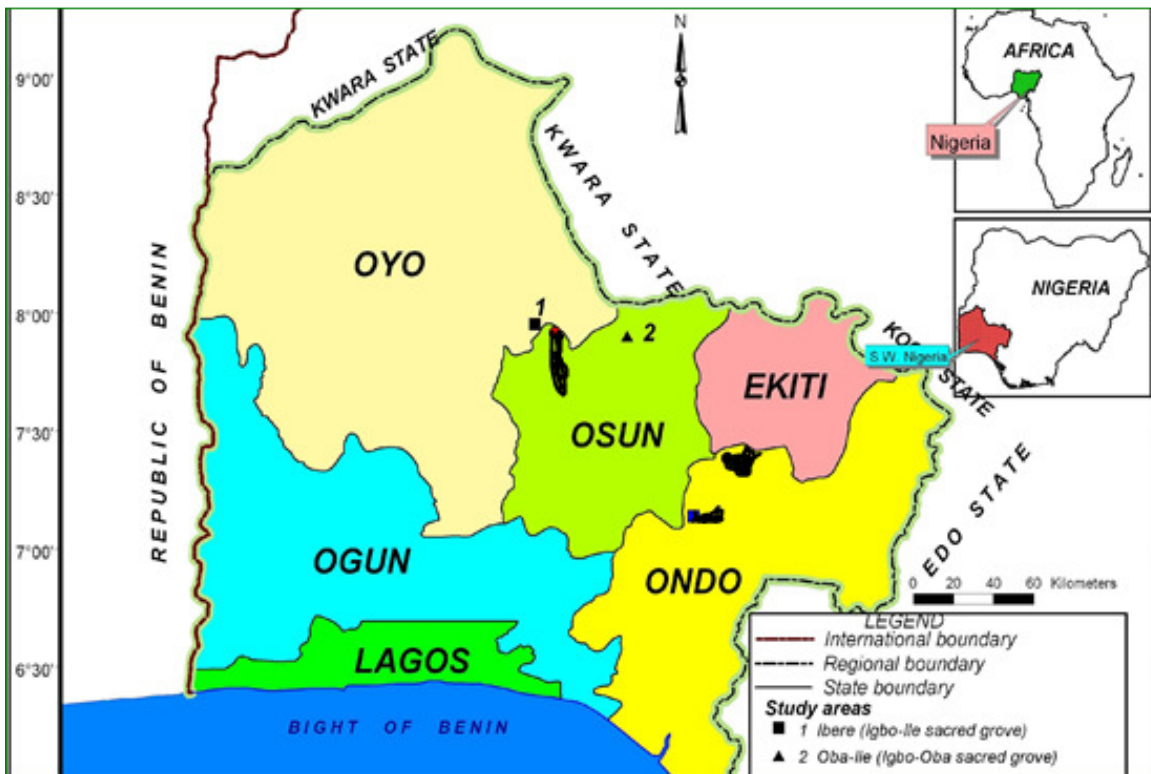 N
KWARA STATE
AFRICA
Nigeria
9°00'
KWARA STATE
8°30'
NIGERIA
S.W. Nigeria
REPUBLIC OF BENIN
OYO
8°00'
1
2
STATE
EKITI
OSUN
7°30'
EDO STATE
7°00'
OGUN
ONDO
0 20 40 60 Kilometers
LEGEND
International boundary
Regional boundary
State boundary
Study areas
1 Ibere (Igbo-Ile sacred grove)
2 Oba-Ile (Igbo-Oba sacred grove)
LAGOS
6°30'
BIGHT OF BENIN